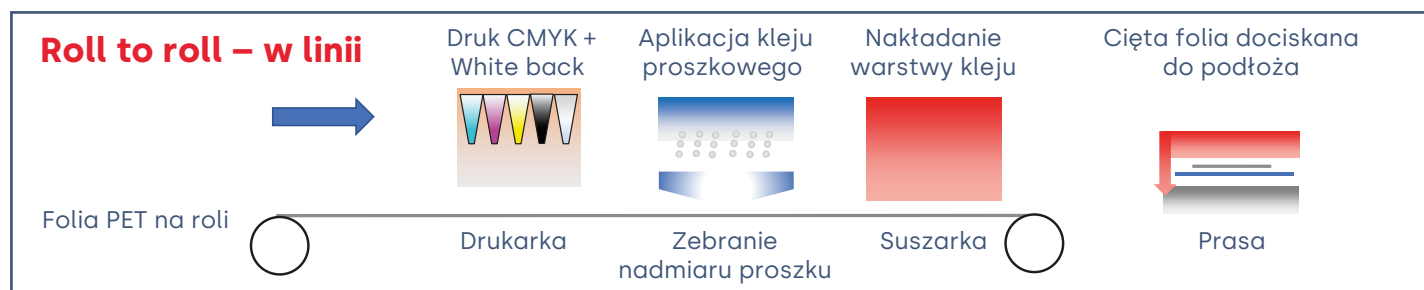 Roll to roll – w linii
Druk CMYK +
White back
Aplikacja kleju
proszkowego
Nakładanie
warstwy kleju
Cięta folia dociskana
do podłoża
Folia PET na roli
Drukarka
Zebranie
nadmiaru proszku
Suszarka
Prasa